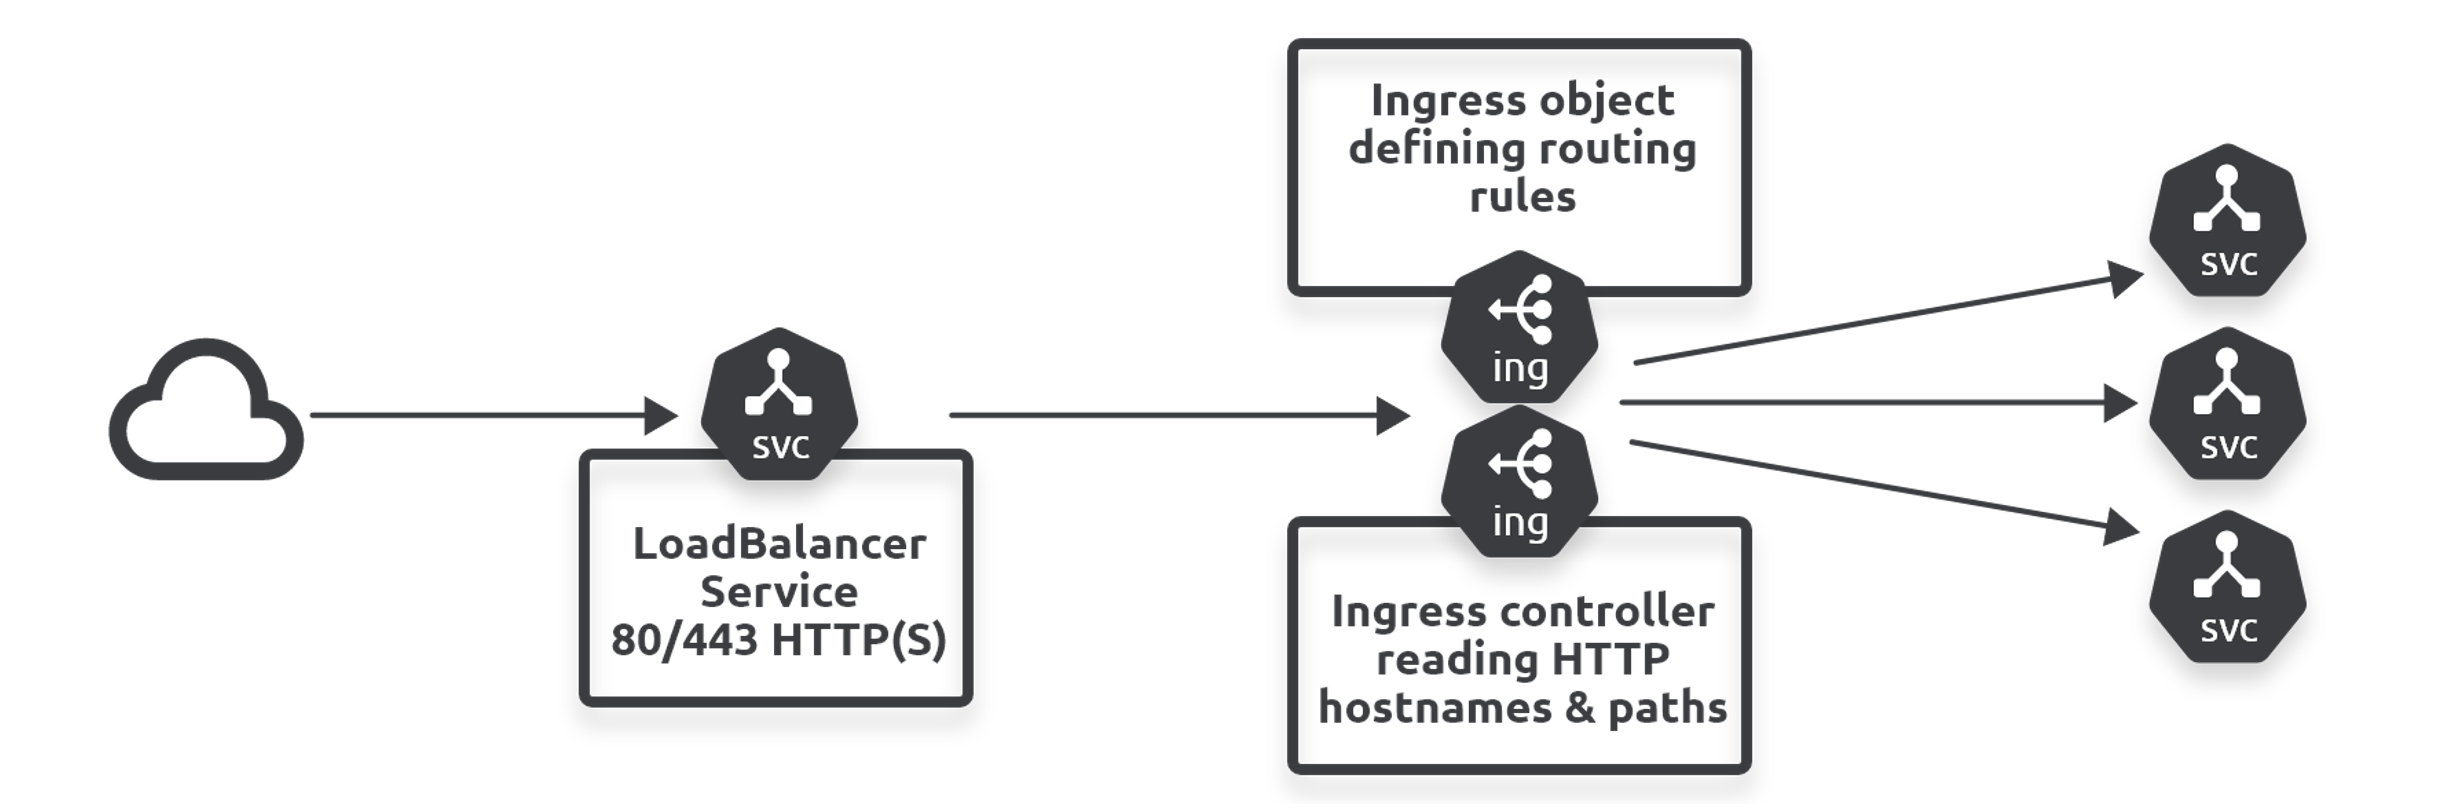 Ingress object
defining routing
rules
ing
svc
LoadBalancer
Service
80/443 HTTP(S)
ing
Ingress controller
reading HTTP
hostnames & paths
svc
svc
svc